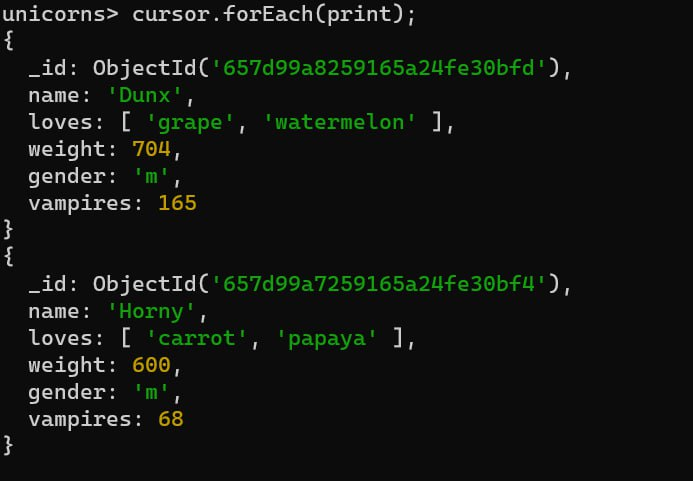 unicorns> cursor.forEach(print);
{
  _id: ObjectId('657d99a8259165a24fe30bfd'),
  name: 'Dunx',
  loves: [ 'grape', 'watermelon' ],
  weight: 704,
  gender: 'm',
  vampires: 165
}
{
  _id: ObjectId('657d99a7259165a24fe30bf4'),
  name: 'Horny',
  loves: [ 'carrot', 'papaya' ],
  weight: 600,
  gender: 'm',
  vampires: 68
}